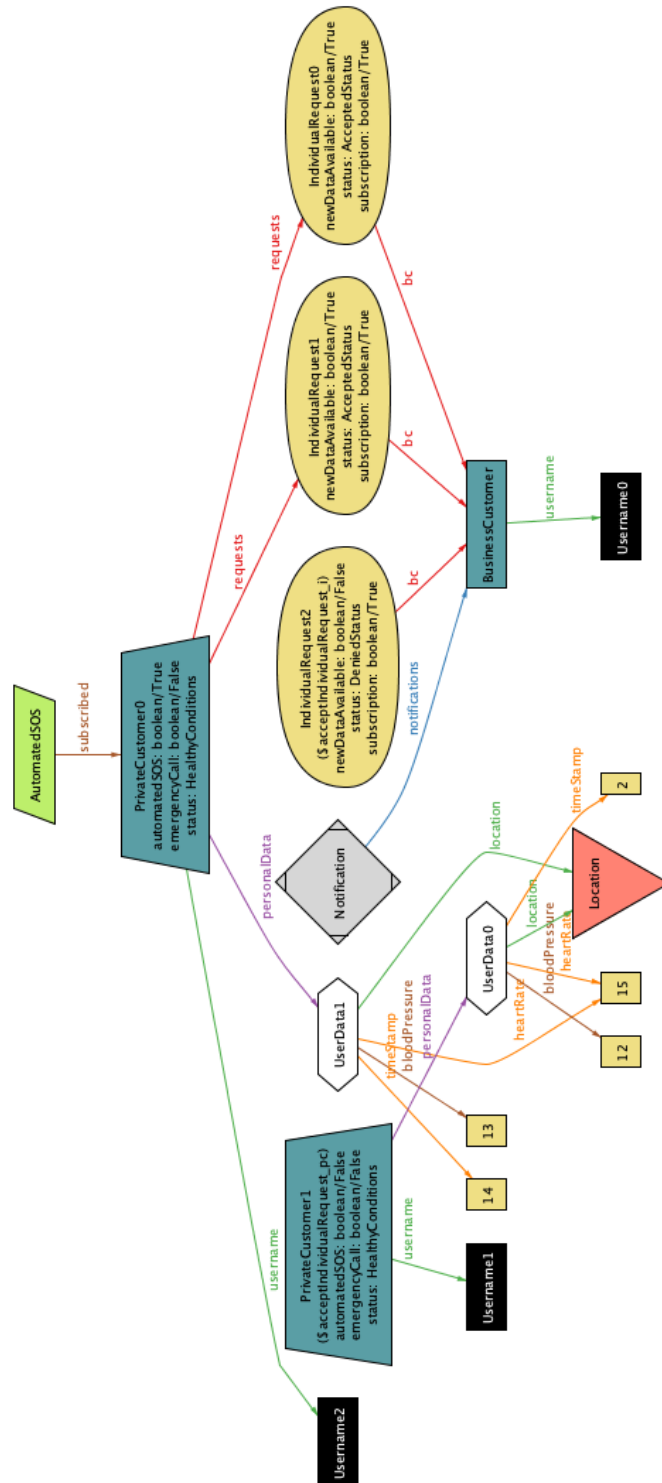 AutomatedSOS
subscribed
PrivateCustomer0
automatedSOS: boolean/True
emergencyCall: boolean/False
status: HealthyConditions
username
personalData
requests
requests
Username2
PrivateCustomer1
($acceptIndividualRequest_pc)
automatedSOS: boolean/False
emergencyCall: boolean/False
status: HealthyConditions
UserData1
Notification
IndividualRequest2
($acceptIndividualRequest_i)
newDataAvailable: boolean/False
status: DeniedStatus
subscription: boolean/True
IndividualRequest1
newDataAvailable: boolean/True
status: AcceptedStatus
subscription: boolean/True
IndividualRequest0
newDataAvailable: boolean/True
status: AcceptedStatus
subscription: boolean/True
username
timeStamp
bloodPressure
personalData
heartRate
location
notifications
bc
bc
bc
Username1
14
13
UserData0
BusinessCustomer
bloodPressure
heartRate
location
timeStamp
username
12
15
Location
2
Username0